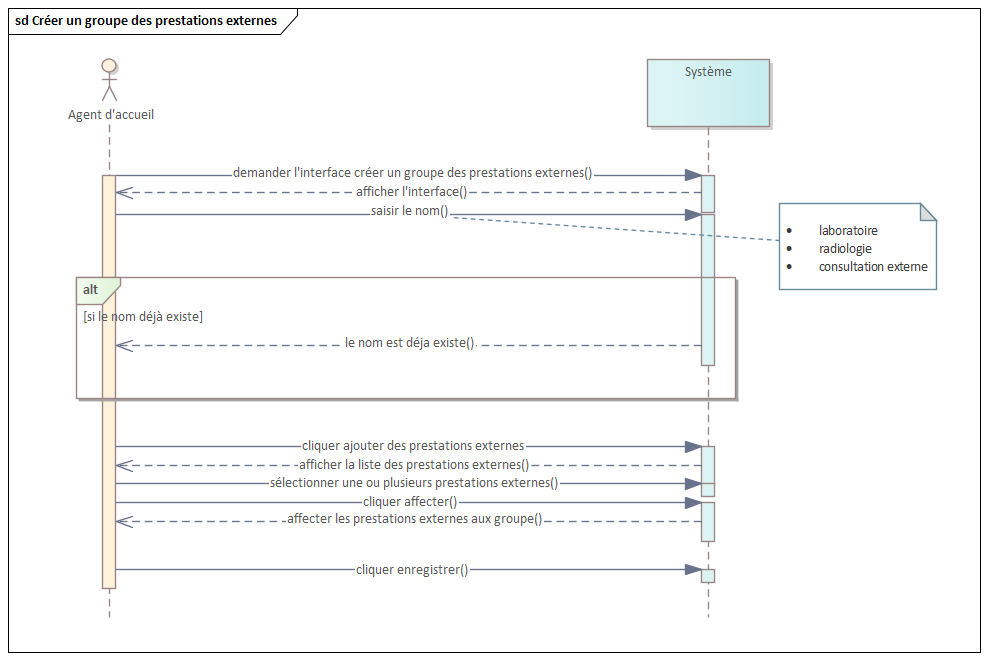 sd Créer un groupe des prestations externes
Système
Agent d'accueil
demander l'interface créer un groupe des prestations externes()
afficher l'interface()
saisir le nom()
• laboratoire
• radiologie
• consultation externe
alt
[si le nom déjà existe]
le nom est déja existe()
cliquer ajouter des prestations externes
afficher la liste des prestations externes()
sélectionner une ou plusieurs prestations externes()
cliquer affecter()
affecter les prestations externes aux groupe()
cliquer enregistrer()